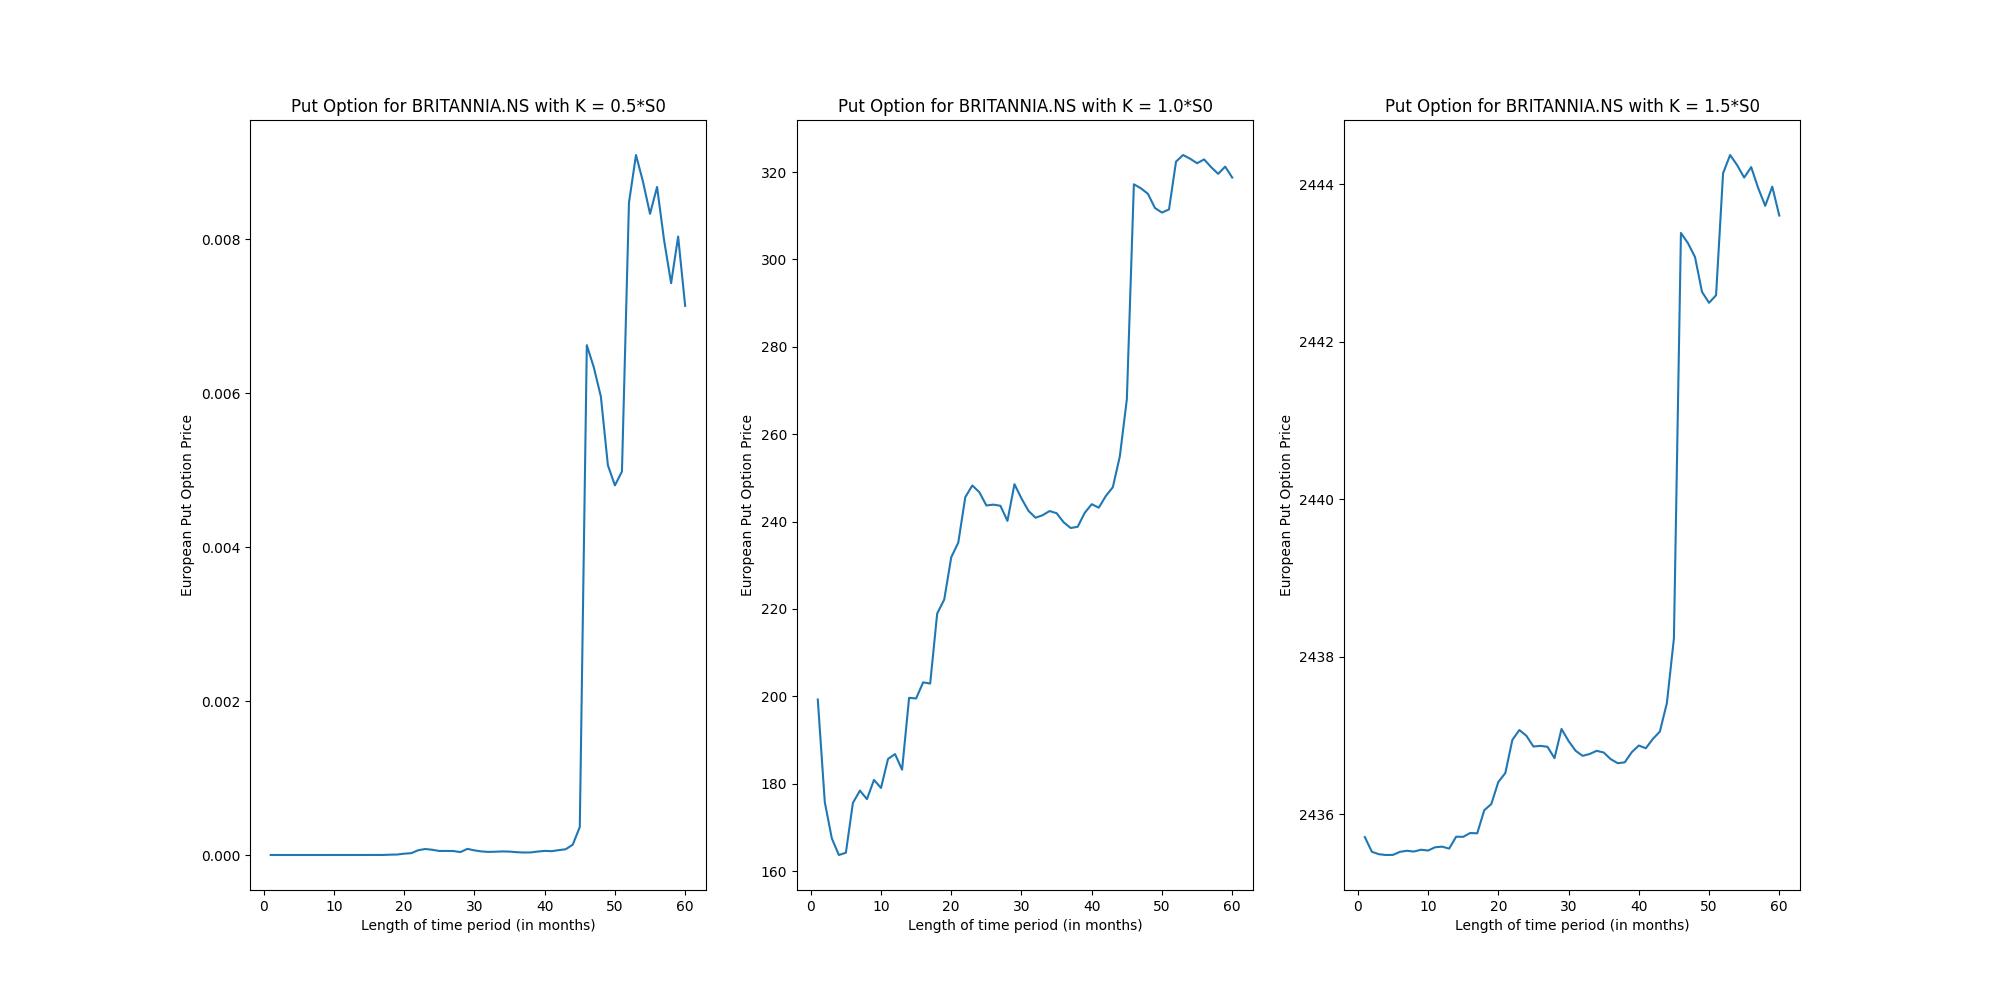 Put Option for BRITANNIA.NS with K = 0.5*S0
European Put Option Price
0.008
0.006
0.004
0.002
0.000
0 10 20 30 40 50 60
Length of time period (in months)
Put Option for BRITANNIA.NS with K = 1.0*S0
European Put Option Price
320
300
280
260
240
220
200
180
160
0 10 20 30 40 50 60
Length of time period (in months)
Put Option for BRITANNIA.NS with K = 1.5*S0
European Put Option Price
2444
2442
2440
2438
2436
0 10 20 30 40 50 60
Length of time period (in months)